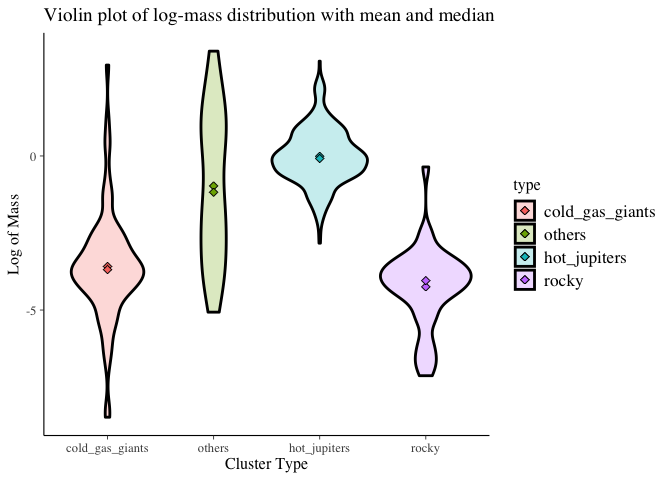 Violin plot of log-mass distribution with mean and median
Log of Mass
0
-5
cold_gas_giants
others
hot_jupiters
rocky
Cluster Type
type
cold_gas_giants
others
hot_jupiters
rocky